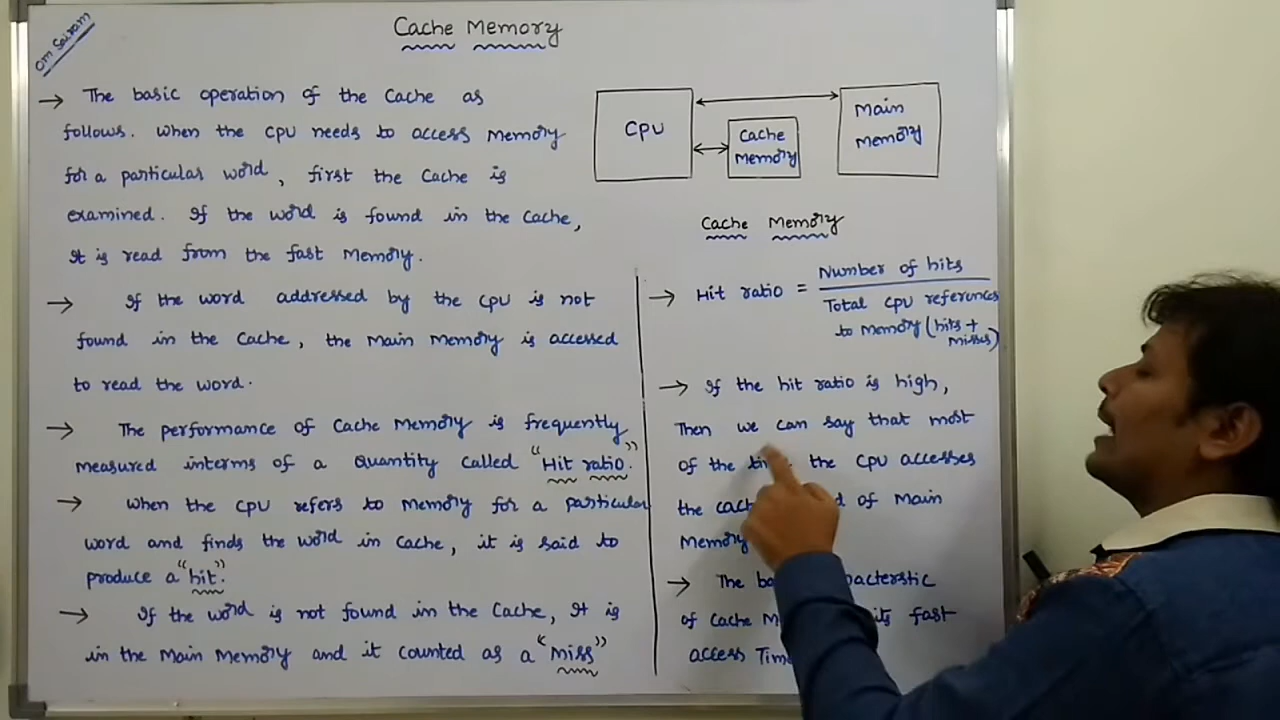 Om Sairam
Cache Memory
→ The basic operation of the Cache as
follows. When the CPU needs to access Memory
for a particular word, first the Cache is
examined. If the word is found in the Cache,
It is read from the fast Memory.
→ If the word addressed by the CPU is not
found in the Cache, the Main Memory is accessed
to read the word.
→ The performance of Cache Memory is frequently
measured interms of a Quantity called "Hit ratio."
→ When the CPU refers to Memory for a particular
word and finds the word in Cache, it is said to
produce a "hit".
→ If the word is not found in the Cache, It is
in the Main Memory and it counted as a "Miss"
CPU
Cache
Memory
Main
Memory
Cache Memory
→ Hit ratio = Number of hits
Total CPU references
to Memory (hits +
misses)
→ If the hit ratio is high,
Then we can say that most
of the the CPU accesses
the of Main
Memory
→ The
of Cache its fast
access